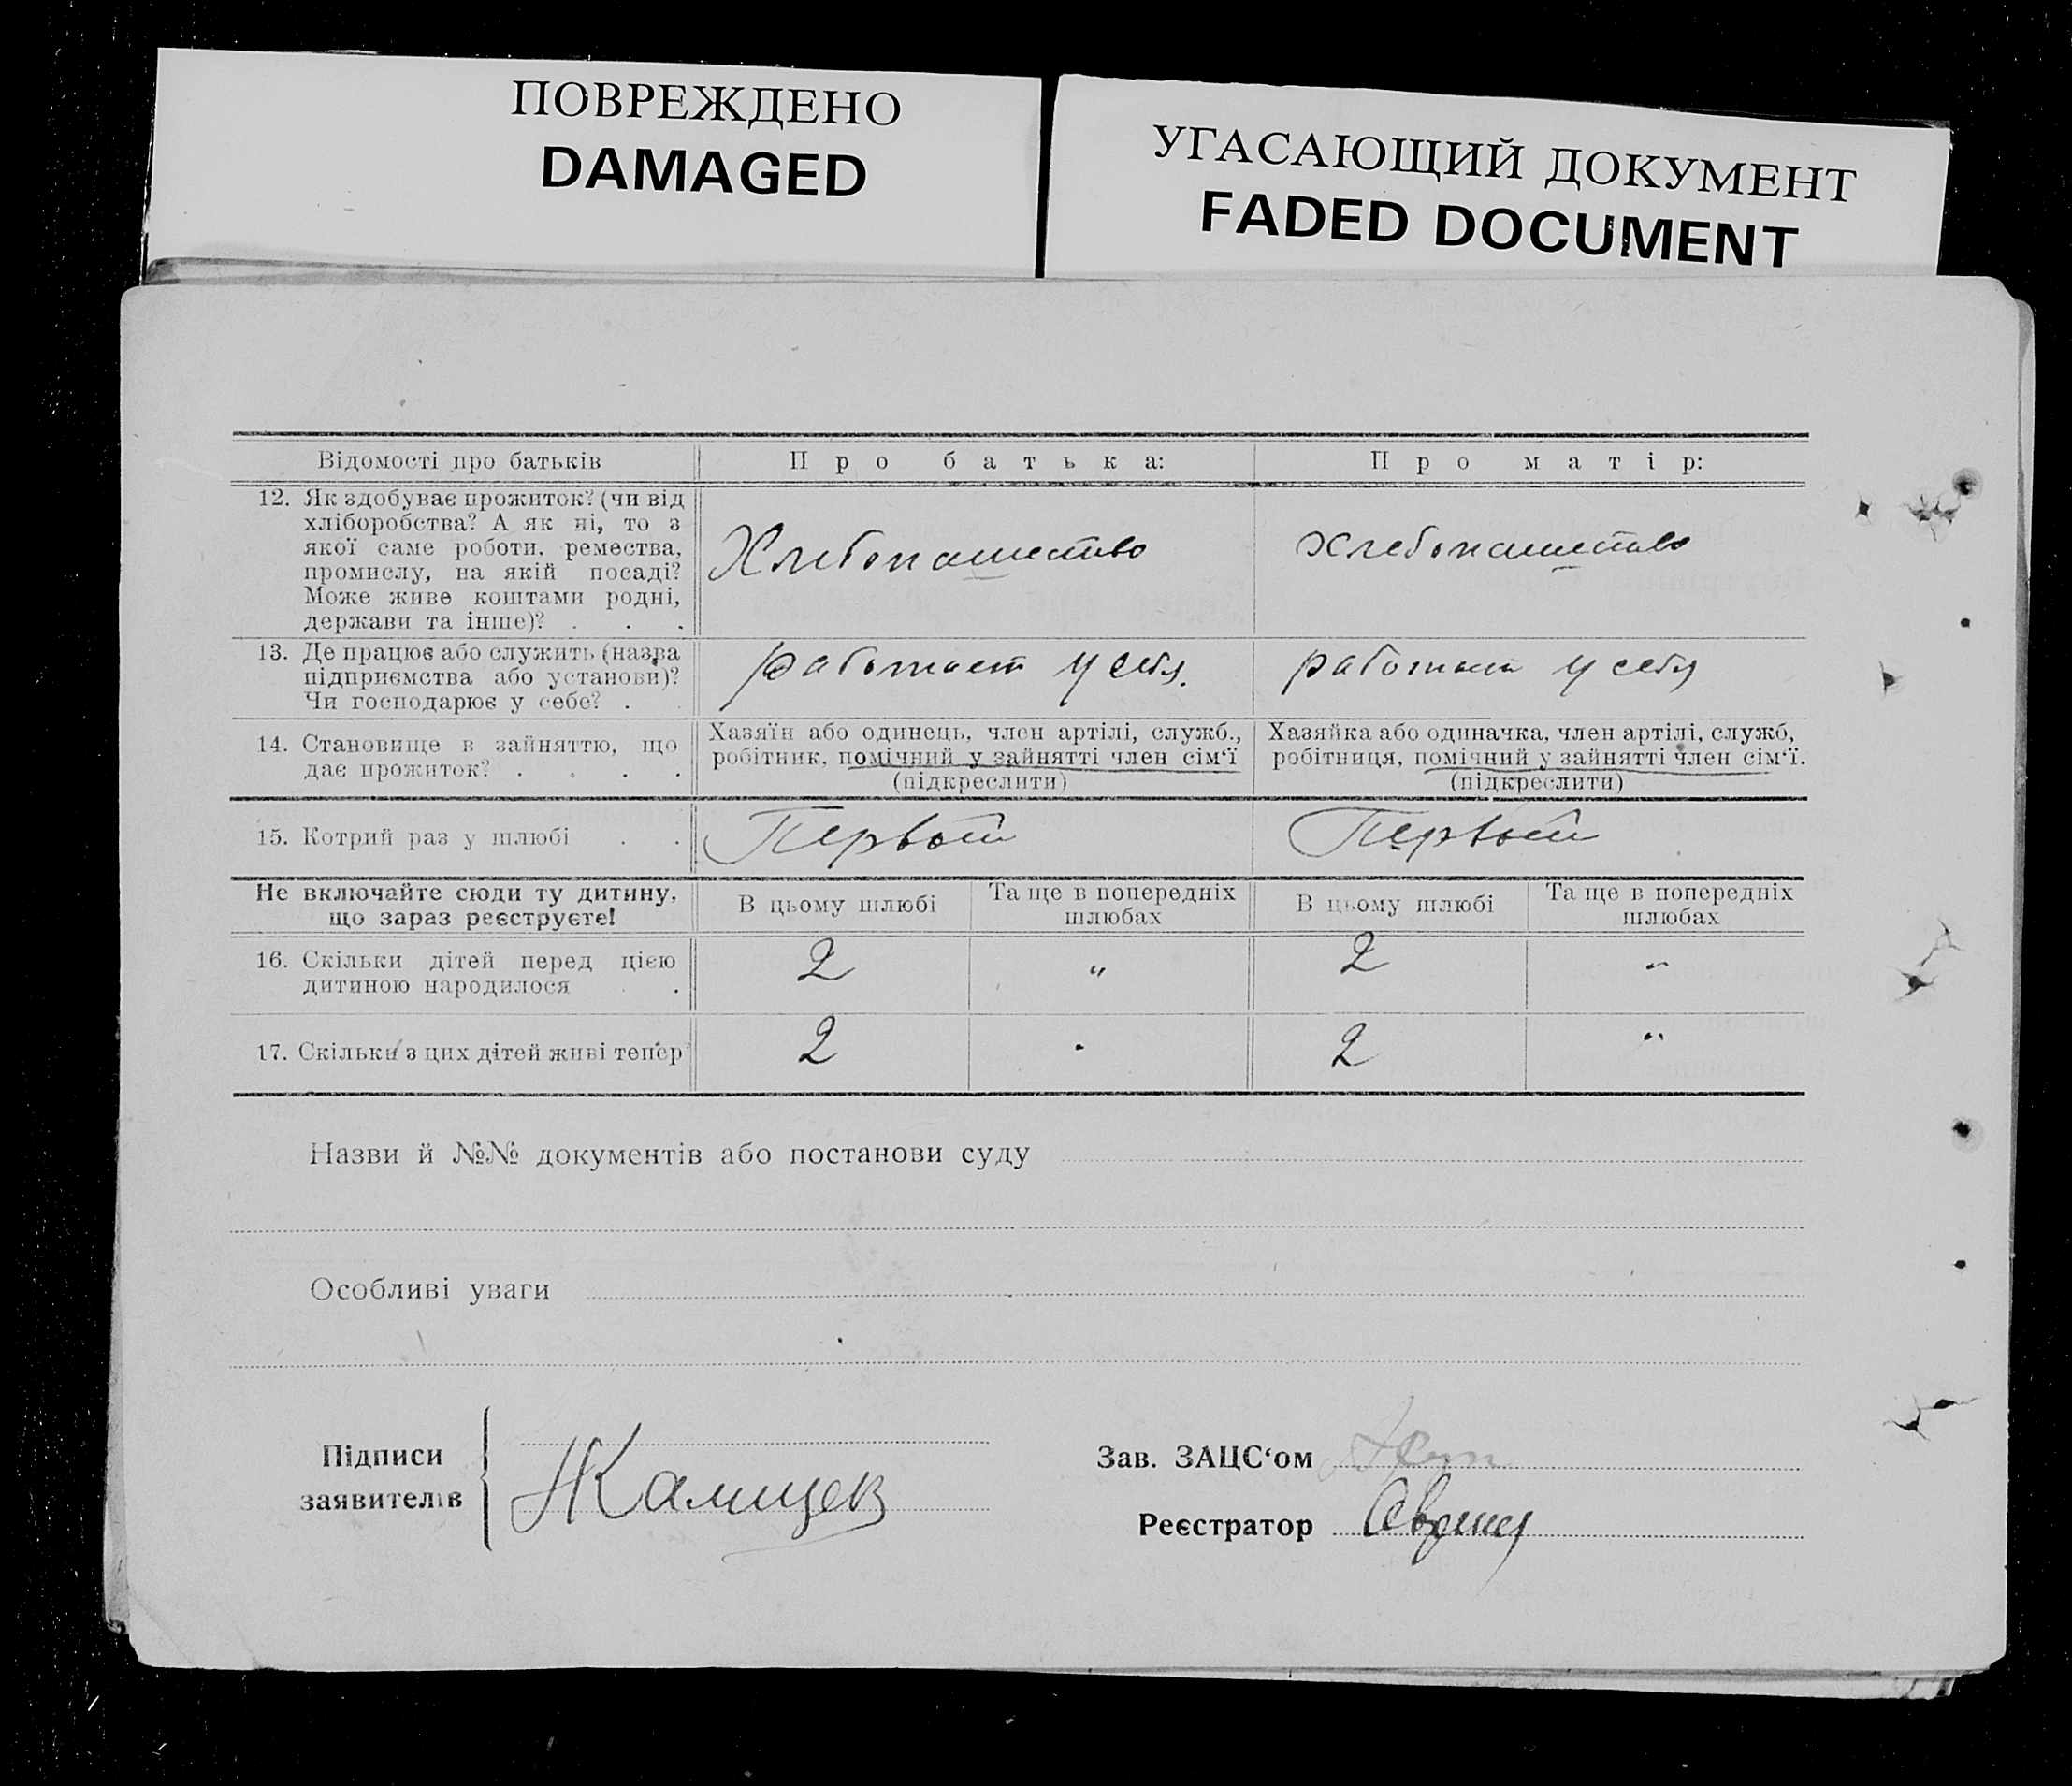 ПОВРЕЖДЕНО
DAMAGED
УГАСАЮЩИЙ ДОКУМЕНТ
FADED DOCUMENT
Відомості про батьків
Про батька:
Про матір:
12. Як здобуває прожиток? (чи від
хліборобства? А як ні, то з
якої саме роботи, ремества,
промислу, на якій посаді?
Може живе коштами родні,
держави та інше)? . . .
Хлебопашество
хлебопашество
13. Де працює або служить (назва
підприємства або установи)?
Чи господарює у себе? .
работает у себя.
работает у себя
14. Становище в зайняттю, що
дає прожиток? . . . .
Хазяїн або одинець, член артілі, служб.,
робітник, помічний у зайнятті член сім‘ї
(підкреслити)
Хазяйка або одиначка, член артілі, служб,
робітниця, помічний у зайнятті член сім‘ї.
(підкреслити)
15. Котрий раз у шлюбі . .
Первый
Первый
Не включайте сюди ту дитину,
що зараз реєструєте!
В цьому шлюбі
Та ще в попередніх
шлюбах
В цьому шлюбі
Та ще в попередніх
шлюбах
16. Скільки дітей перед цією
дитиною народилося . .
2
"
2
"
17. Скільки з цих дітей живі тепер
2
"
2
"
Назви й №№ документів або постанови суду
Особливі уваги
Підписи
заявителів
Зав. ЗАЦС‘ом
Реєстратор